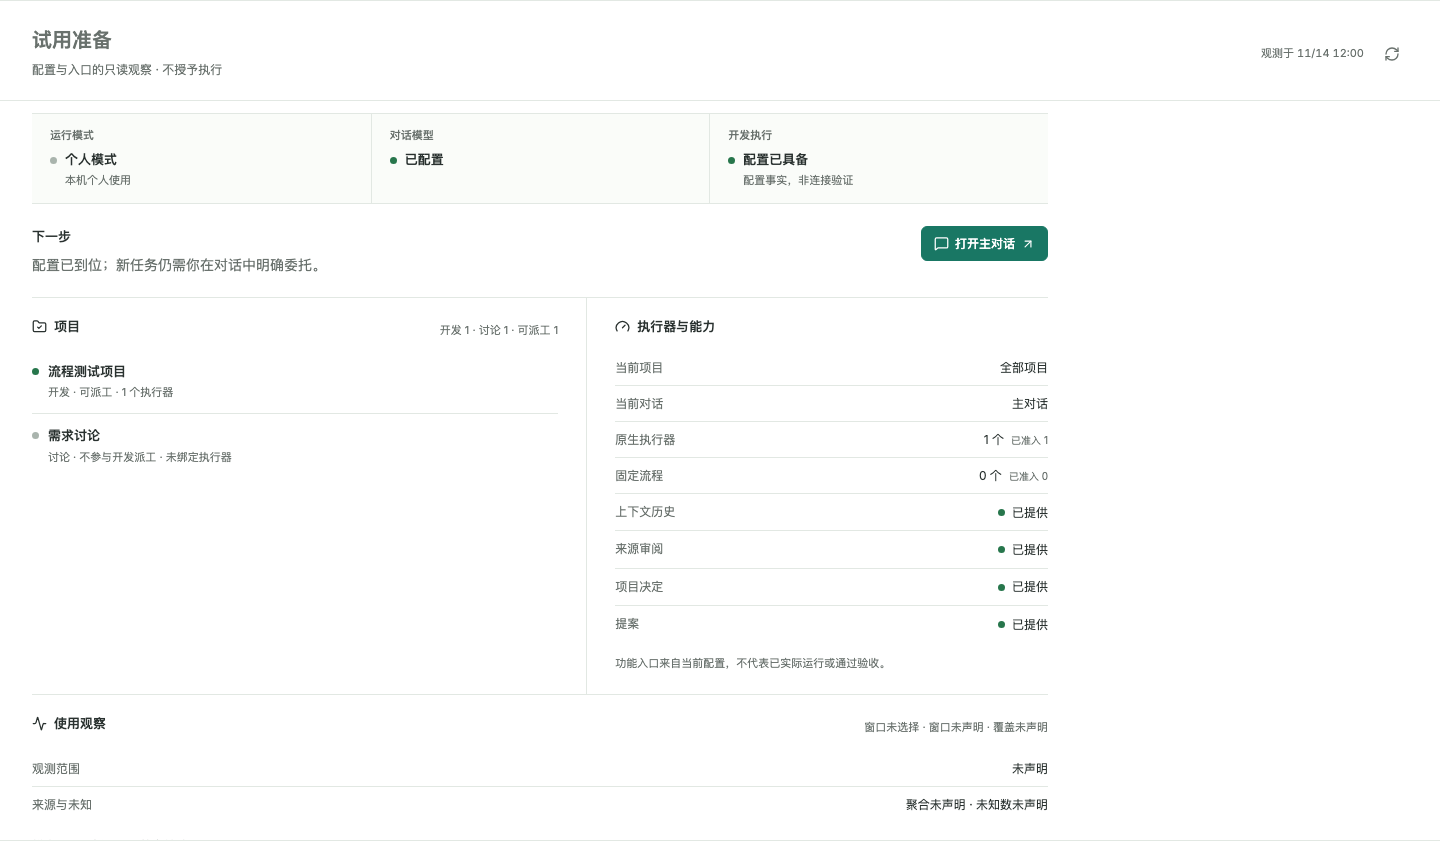 试用准备
配置与入口的只读观察 · 不授予执行
观测于 11/14 12:00
运行模式
个人模式
本机个人使用
对话模型
已配置
开发执行
配置已具备
配置事实，非连接验证
下一步
配置已到位；新任务仍需你在对话中明确委托。
打开主对话
项目
开发 1 · 讨论 1 · 可派工 1
流程测试项目
开发 · 可派工 · 1 个执行器
需求讨论
讨论 · 不参与开发派工 · 未绑定执行器
执行器与能力
当前项目 全部项目
当前对话 主对话
原生执行器 1 个 已准入 1
固定流程 0 个 已准入 0
上下文历史 已提供
来源审阅 已提供
项目决定 已提供
提案 已提供
功能入口来自当前配置，不代表已实际运行或通过验收。
使用观察
窗口未选择 · 窗口未声明 · 覆盖未声明
观测范围 未声明
来源与未知 聚合未声明 · 未知数未声明